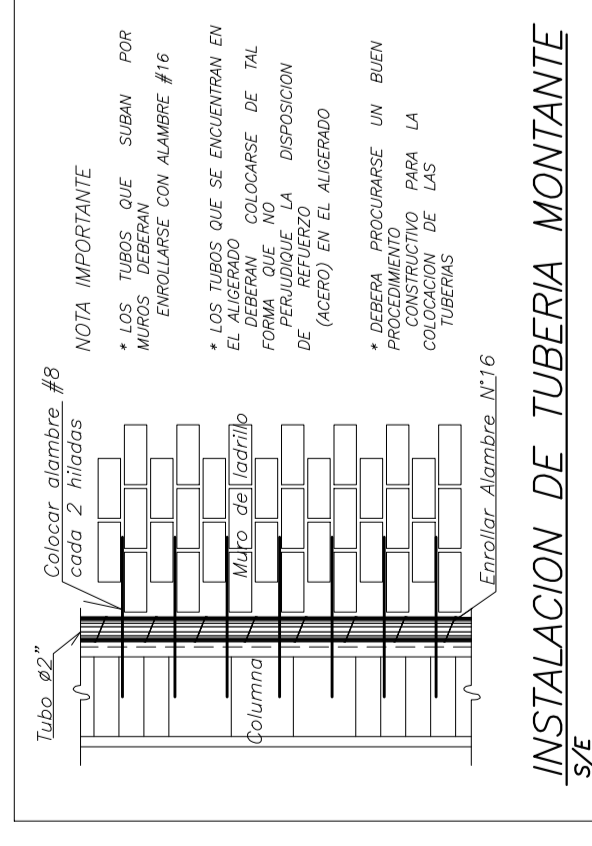 Tubo ø2"
Colocar alambre #8
cada 2 hiladas
Columna
Muro de ladrillo
Enrollar Alambre N°16
NOTA IMPORTANTE
* LOS TUBOS QUE SUBAN POR
MUROS DEBERAN
ENROLLARSE CON ALAMBRE #16
* LOS TUBOS QUE SE ENCUENTRAN EN
EL ALIGERADO
DEBERAN COLOCARSE DE TAL
FORMA QUE NO
PERJUDIQUE LA DISPOSICION
DE REFUERZO
(ACERO) EN EL ALIGERADO
* DEBERA PROCURARSE UN BUEN
PROCEDIMIENTO
CONSTRUCTIVO PARA LA
COLOCACION DE LAS
TUBERIAS
INSTALACION DE TUBERIA MONTANTE
S/E